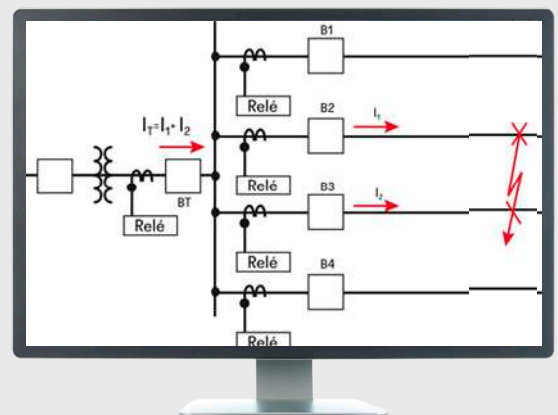 B1
Relé
IT=I1+I2
B2
I1
Relé
BT
B3
I2
Relé
Relé
B4
Relé